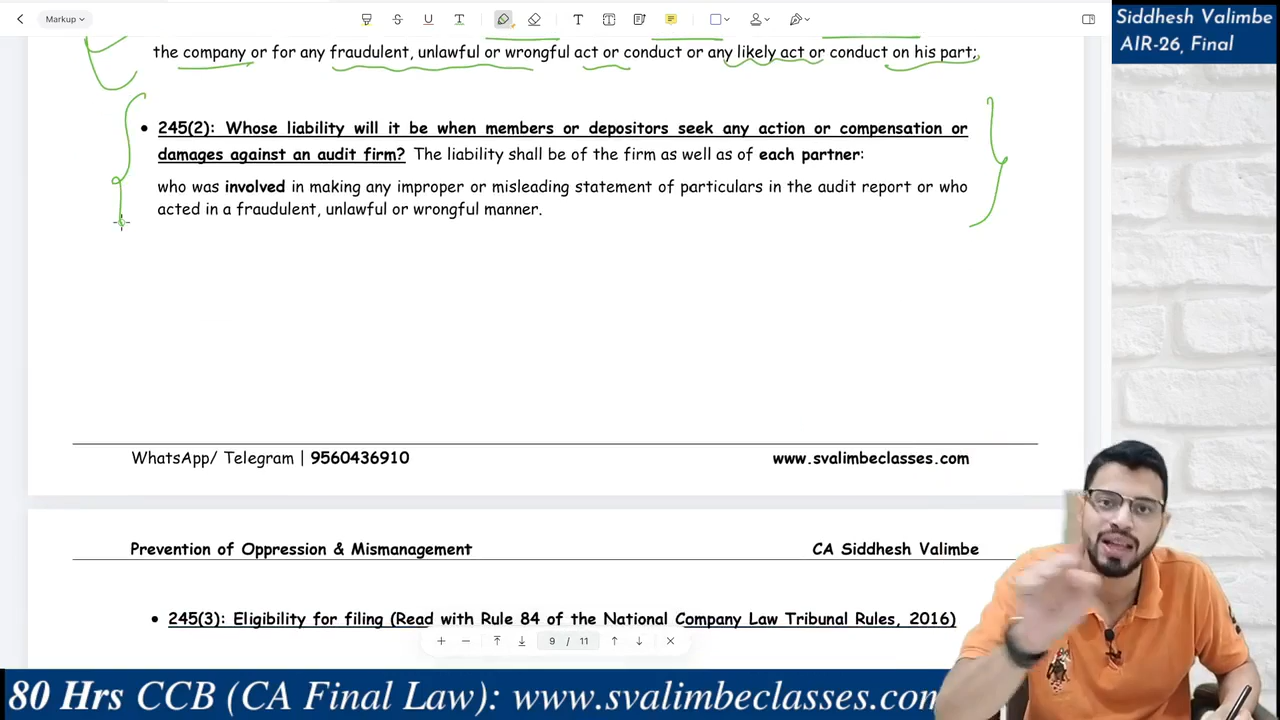 Markup
Siddhesh Valimbe
AIR-26, Final
the company or for any fraudulent, unlawful or wrongful act or conduct or any likely act or conduct on his part;
• 245(2): Whose liability will it be when members or depositors seek any action or compensation or
damages against an audit firm? The liability shall be of the firm as well as of each partner:
who was involved in making any improper or misleading statement of particulars in the audit report or who
acted in a fraudulent, unlawful or wrongful manner.
WhatsApp/ Telegram | 9560436910
www.svalimbeclasses.com
Prevention of Oppression & Mismanagement
CA Siddhesh Valimbe
• 245(3): Eligibility for filing (Read with Rule 84 of the National Company Law Tribunal Rules, 2016)
9 / 11
80 Hrs CCB (CA Final Law): www.svalimbeclasses.com